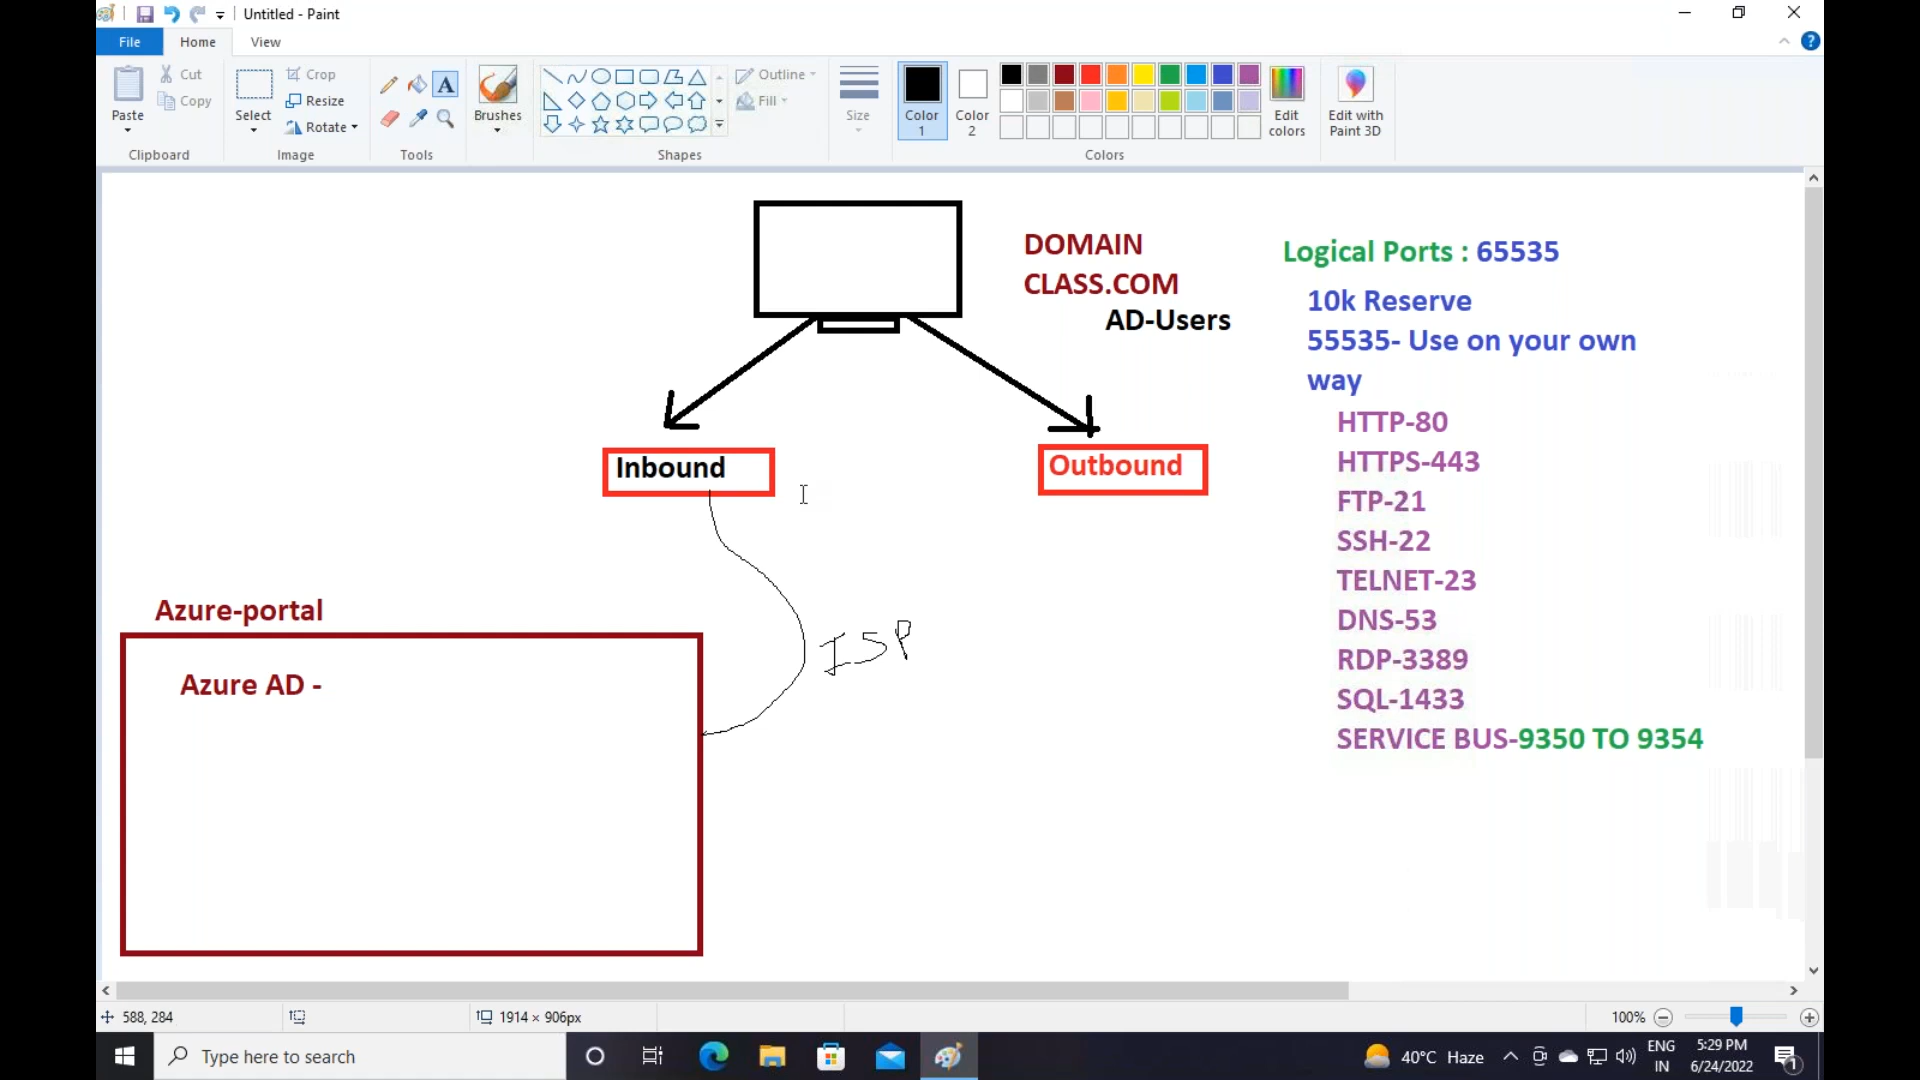 Untitled - Paint
File Home View
Paste
Cut
Copy
Clipboard
Select
Crop
Resize
Rotate
Image
A
Tools
Brushes
Shapes
Outline
Fill
Size
Color 1
Color 2
Edit colors
Colors
Edit with Paint 3D
DOMAIN
CLASS.COM
AD-Users
Inbound
Outbound
ISP
Azure-portal
Azure AD -
Logical Ports : 65535
10k Reserve
55535- Use on your own
way
HTTP-80
HTTPS-443
FTP-21
SSH-22
TELNET-23
DNS-53
RDP-3389
SQL-1433
SERVICE BUS-9350 TO 9354
588, 284
1914 × 906px
100%
Type here to search
40°C Haze
ENG
IN
5:29 PM
6/24/2022
1